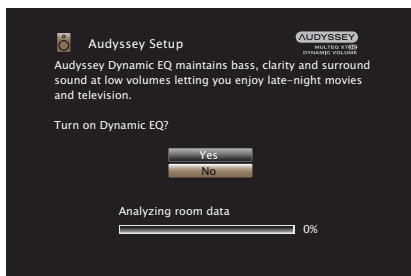 Audyssey Setup
AUDYSSEY
MULTEQ XT32
DYNAMIC VOLUME
Audyssey Dynamic EQ maintains bass, clarity and surround
sound at low volumes letting you enjoy late-night movies
and television.
Turn on Dynamic EQ?
Yes
No
Analyzing room data
0%